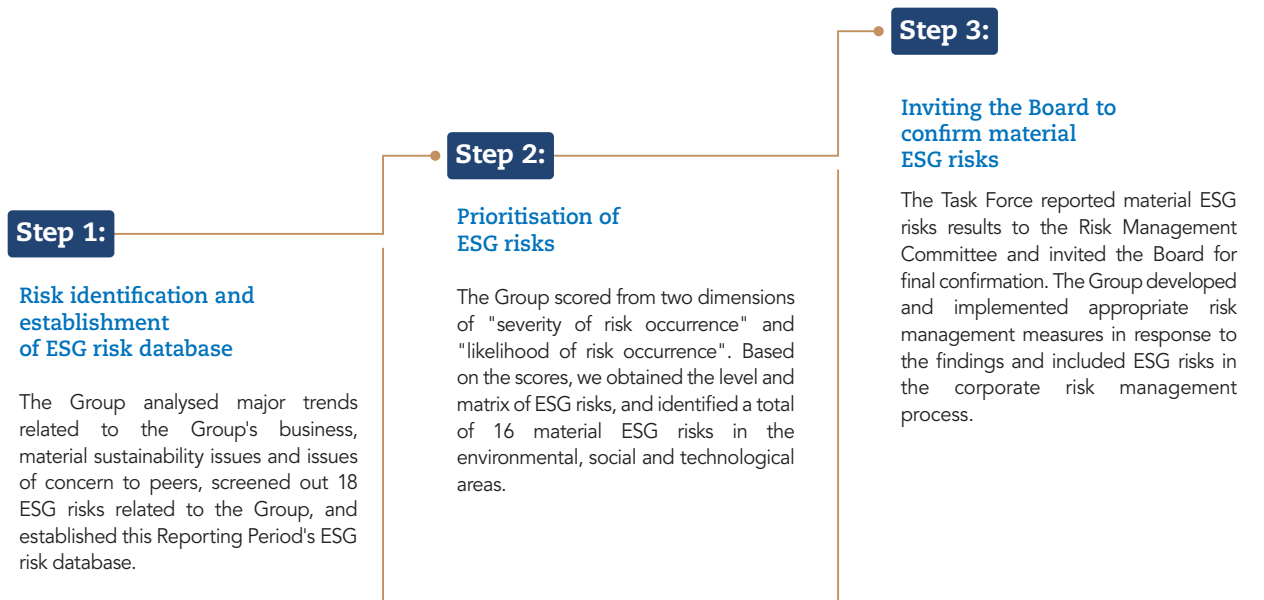 Step 1:
Risk identification and
establishment
of ESG risk database
The Group analysed major trends
related to the Group's business,
material sustainability issues and issues
of concern to peers, screened out 18
ESG risks related to the Group, and
established this Reporting Period's ESG
risk database.
Step 2:
Prioritisation of
ESG risks
The Group scored from two dimensions
of "severity of risk occurrence" and
"likelihood of risk occurrence". Based
on the scores, we obtained the level and
matrix of ESG risks, and identified a total
of 16 material ESG risks in the
environmental, social and technological
areas.
Step 3:
Inviting the Board to
confirm material
ESG risks
The Task Force reported material ESG
risks results to the Risk Management
Committee and invited the Board for
final confirmation. The Group developed
and implemented appropriate risk
management measures in response to
the findings and included ESG risks in
the corporate risk management
process.